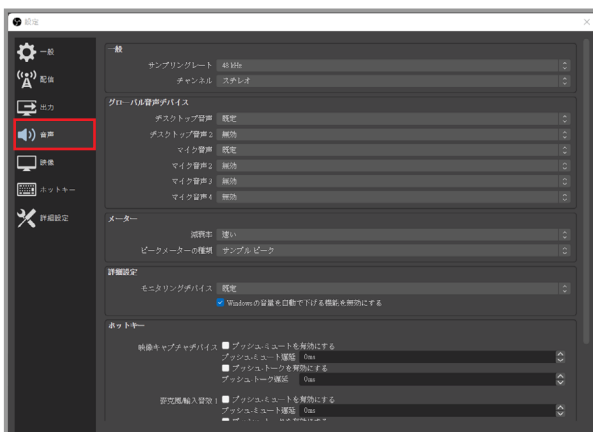 設定
一般
配信
出力
音声
映像
ホットキー
詳細設定
一般
サンプリングレート 48 kHz
チャンネル ステレオ
グローバル音声デバイス
デスクトップ音声 既定
デスクトップ音声 2 無効
マイク音声 既定
マイク音声 2 無効
マイク音声 3 無効
マイク音声 4 無効
メーター
減衰率 速い
ピークメーターの種類 サンプルピーク
詳細設定
モニタリングデバイス 既定
Windowsの音量を自動で下げる機能を無効にする
ホットキー
映像キャプチャデバイス プッシュ・ミュートを有効にする
プッシュ・ミュート遅延 0ms
プッシュ・トークを有効にする
プッシュ・トーク遅延 0ms
麥克風/輸入音效 1 プッシュ・ミュートを有効にする
プッシュ・ミュート遅延 0ms